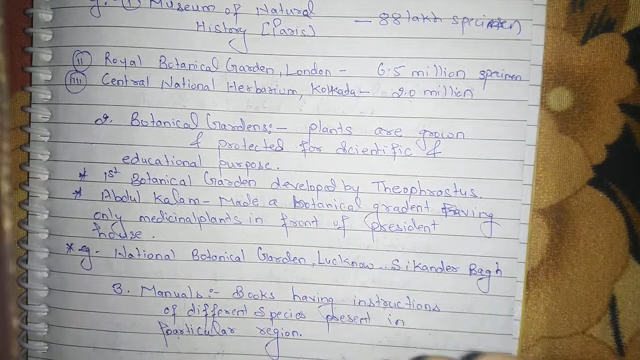 g. - (i) Museum of Natural - 88 lakh specimen
History [Paris]
(ii) Royal Botanical Garden, London - 6.5 million specimen
(iii) Central National Herbarium, Kolkada - 2.0 million
2. Botanical Gardens :- plants are grown
& protected for scientific &
educational purpose.
* 1st Botanical Garden developed by Theophrostus.
* Abdul Kalam - Made a botanical gradent having
only medicinal plants in front of president
house.
* eg - National Botanical Garden, Lucknow Sikander Bagh
3. Manuals :- Books having instructions
of different species present in
particular region.